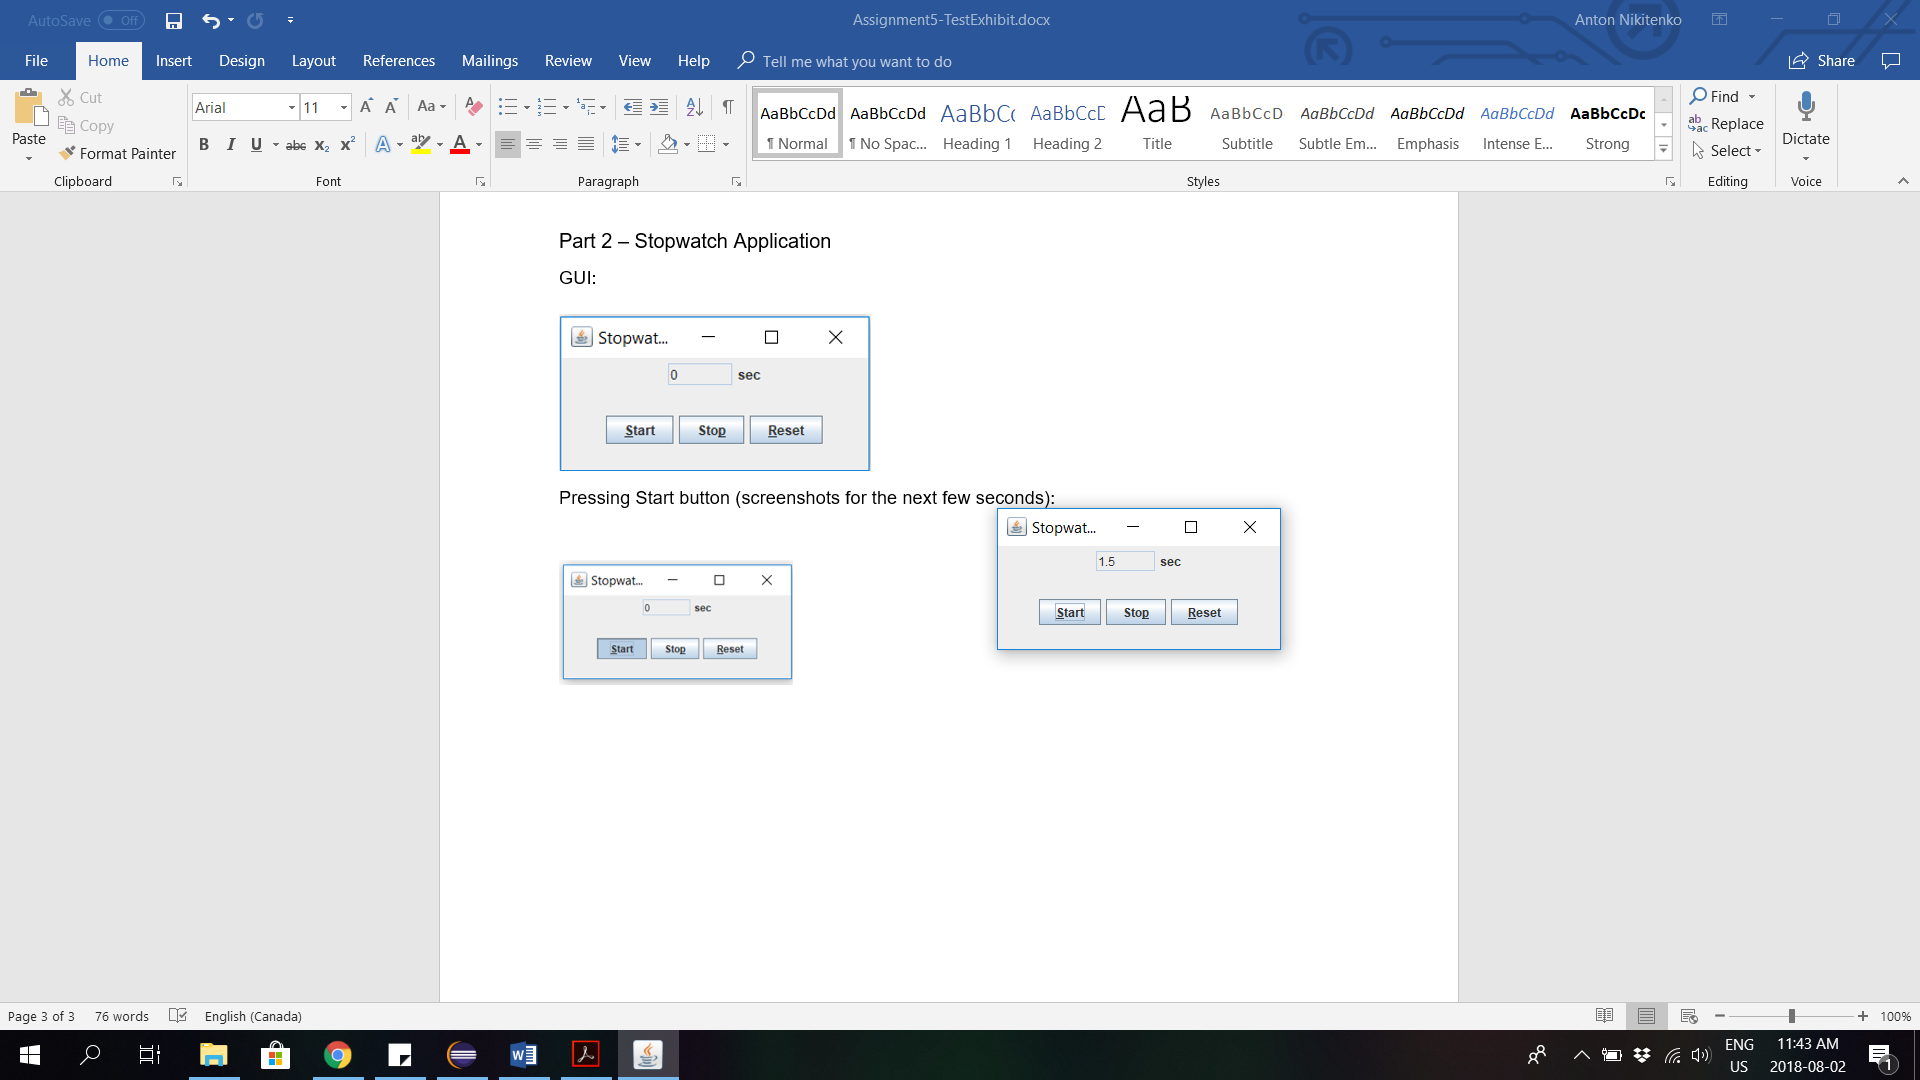 AutoSave Off
Assignment5-TestExhibit.docx
Anton Nikitenko
File Home Insert Design Layout References Mailings Review View Help Tell me what you want to do Share
Paste
Cut
Copy
Format Painter
Clipboard
Arial 11
Font
Paragraph
AaBbCcDd AaBbCcDd AaBbC AaBbCc AaB AaBbCcD AaBbCcDd AaBbCcDd AaBbCcDd AaBbCcDc
¶ Normal ¶ No Spac... Heading 1 Heading 2 Title Subtitle Subtle Em... Emphasis Intense E... Strong
Styles
Find
Replace
Select
Editing
Dictate
Voice
Part 2 – Stopwatch Application
GUI:
Stopwat...
0 sec
Start Stop Reset
Pressing Start button (screenshots for the next few seconds):
Stopwat...
0 sec
Start Stop Reset
Stopwat...
1.5 sec
Start Stop Reset
Page 3 of 3 76 words English (Canada) 100%
ENG
US
11:43 AM
2018-08-02
1